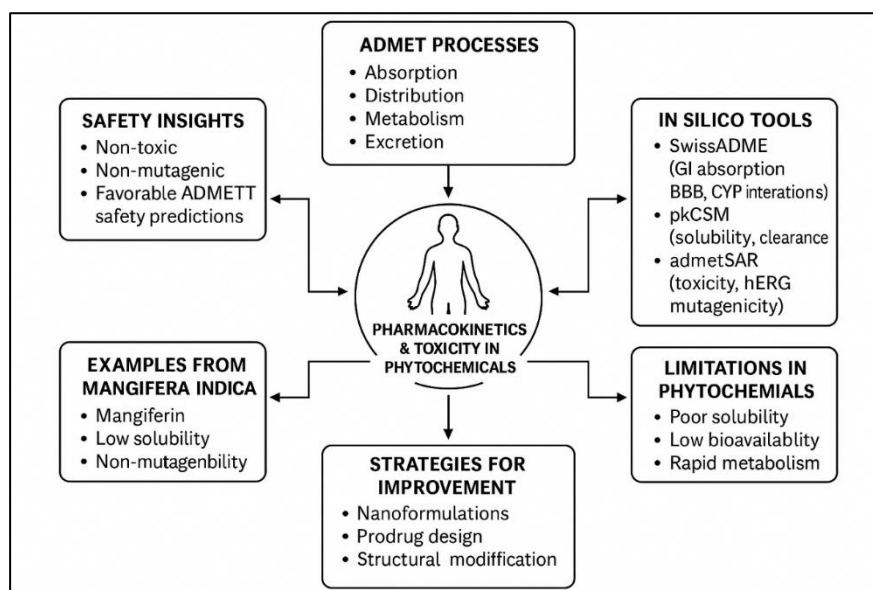 ADMET PROCESSES
• Absorption
• Distribution
• Metabolism
• Excretion
SAFETY INSIGHTS
• Non-toxic
• Non-mutagenic
• Favorable ADMETT
safety predictions
IN SILICO TOOLS
• SwissADME
(GI absorption
BBB, CYP interations)
• pkCSM
(solubility, clearance
• admetSAR
(toxicity, hERG
mutagenicity)
PHARMACOKINETICS
& TOXICITY IN
PHYTOCHEMICALS
EXAMPLES FROM
MANGIFERA INDICA
• Mangiferin
• Low solubility
• Non-mutagenbility
LIMITATIONS IN
PHYTOCHEMIALS
• Poor solubility
• Low bioavailablity
• Rapid metabolism
STRATEGIES FOR
IMPROVEMENT
• Nanoformulations
• Prodrug design
• Structural modiffication